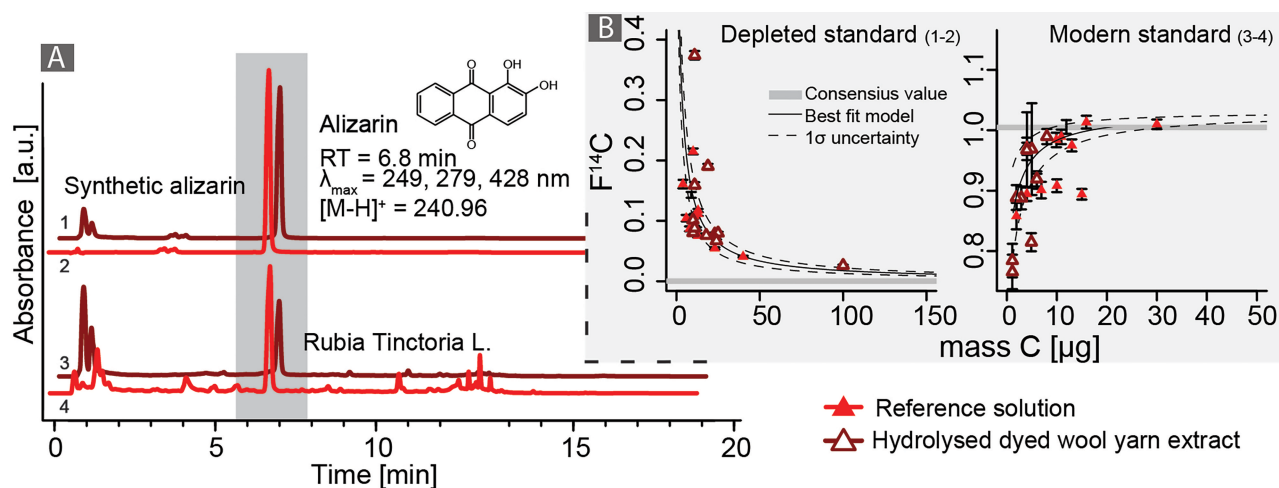 A
Absorbance [a.u.]
Synthetic alizarin
1
2
3
4
Rubia Tinctoria L.
Alizarin
RT = 6.8 min
λmax = 249, 279, 428 nm
[M-H]+ = 240.96
O
OH
OH
O
0
5
10
15
20
Time [min]
B
Depleted standard (1-2)
Consensius value
Best fit model
1σ uncertainty
F14C
0.4
0.3
0.2
0.1
0.0
0
50
100
150
Modern standard (3-4)
1.1
1.0
0.9
0.8
0
10
20
30
40
50
mass C [µg]
Reference solution
Hydrolysed dyed wool yarn extract